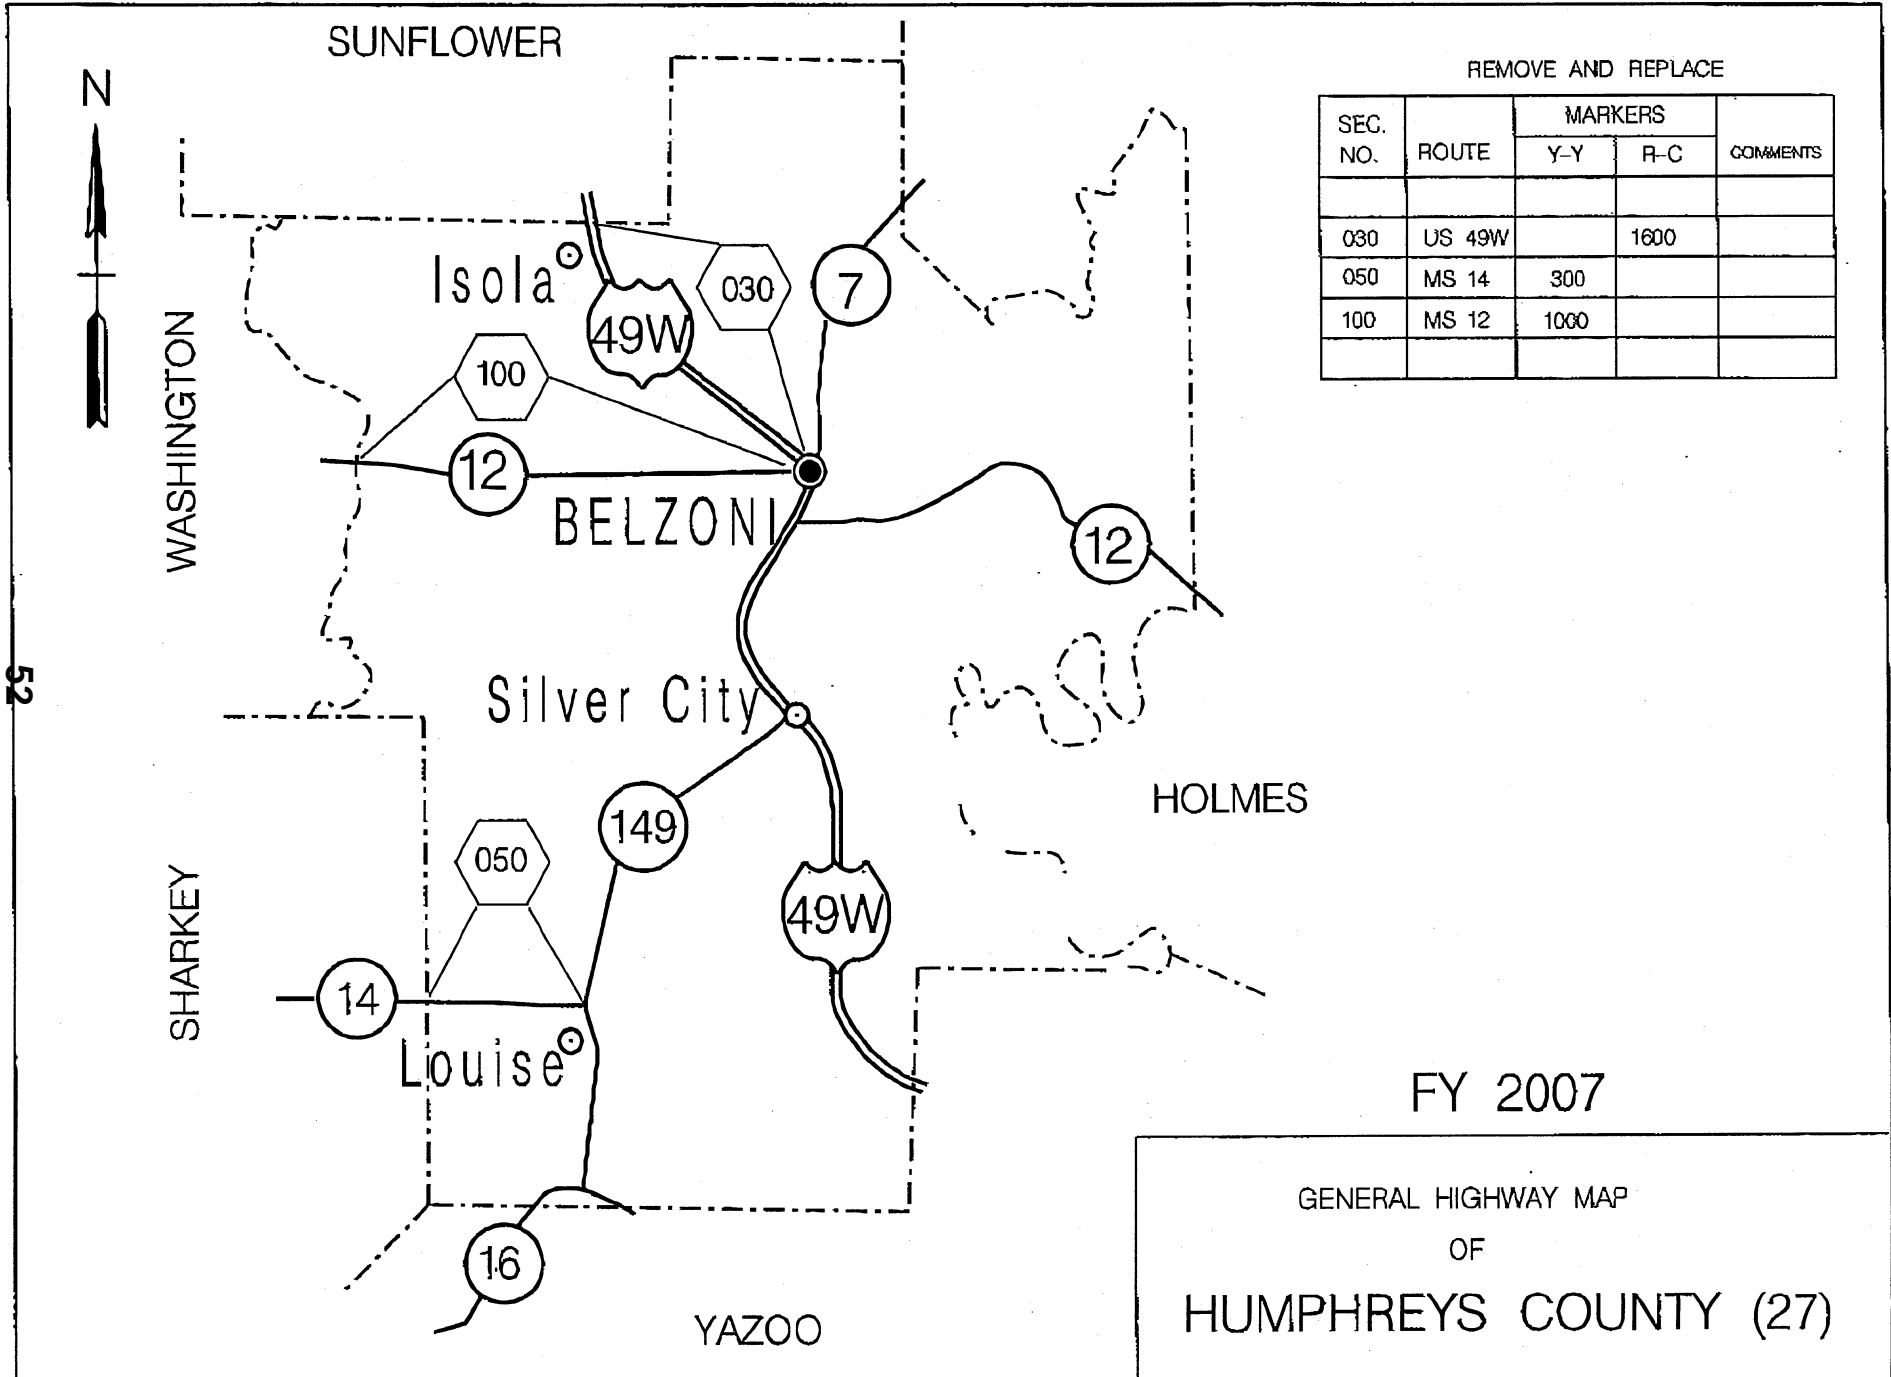 SUNFLOWER
N
REMOVE AND REPLACE
SEC. NO. ROUTE MARKERS Y-Y R-C COMMENTS
030 US 49W 1600
050 MS 14 300
100 MS 12 1000
Isola
030
7
49W
100
WASHINGTON
12
BELZONI
12
52
Silver City
HOLMES
149
050
49W
SHARKEY
14
Louise
FY 2007
GENERAL HIGHWAY MAP
OF
HUMPHREYS COUNTY (27)
16
YAZOO